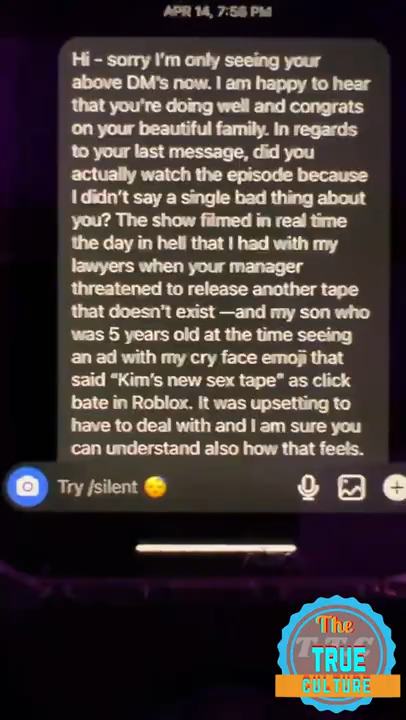 APR 14, 7:56 PM
Hi - sorry I'm only seeing your
above DM's now. I am happy to hear
that you're doing well and congrats
on your beautiful family. In regards
to your last message, did you
actually watch the episode because
I didn't say a single bad thing about
you? The show filmed in real time
the day in hell that I had with my
lawyers when your manager
threatened to release another tape
that doesn't exist —and my son who
was 5 years old at the time seeing
an ad with my cry face emoji that
said "Kim's new sex tape" as click
bate in Roblox. It was upsetting to
have to deal with and I am sure you
can understand also how that feels.
Try /silent 😴
The
T.T.C
TRUE
CULTURE